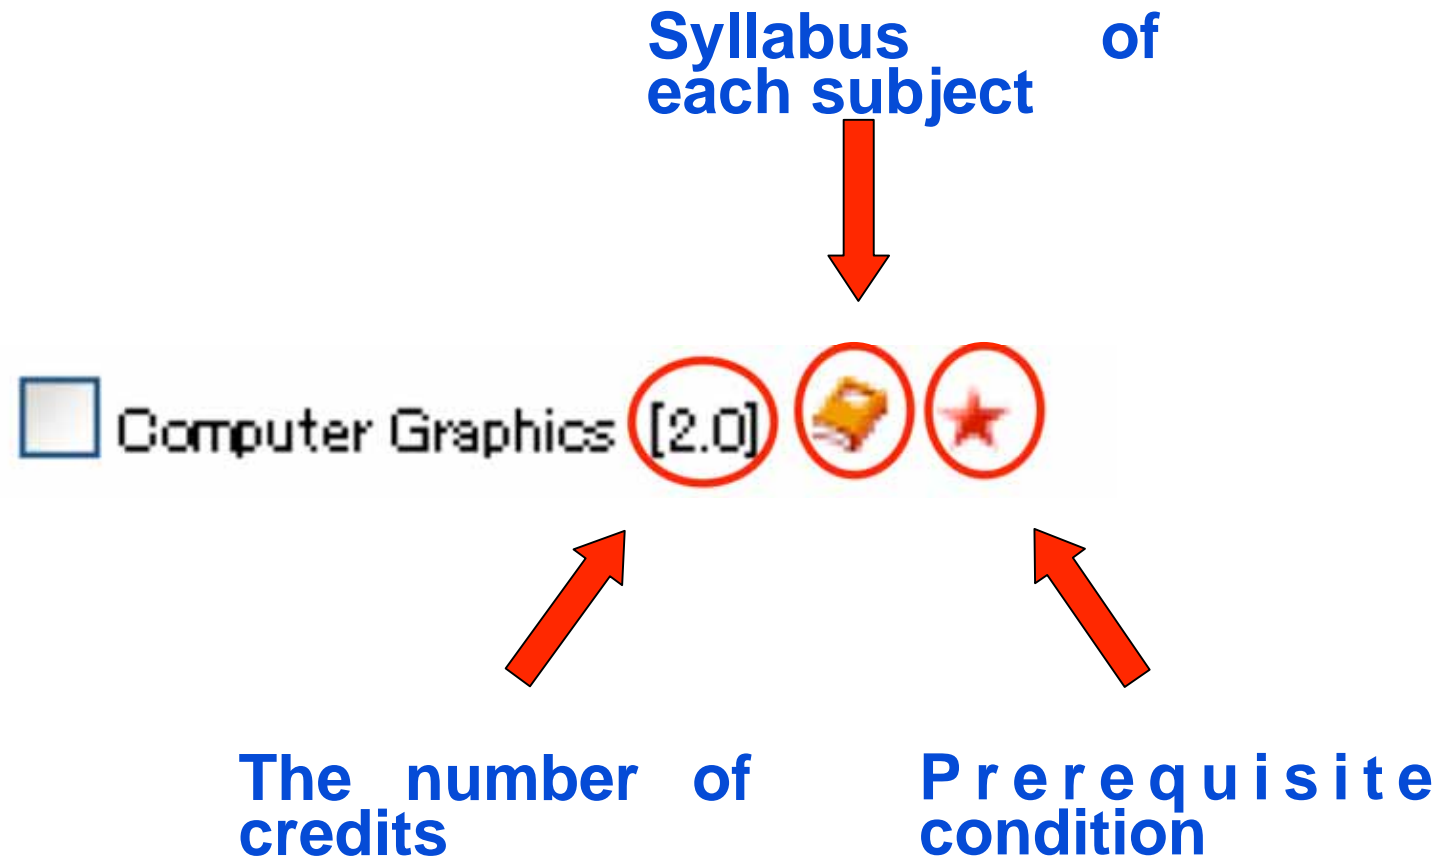 Syllabus of
each subject
Computer Graphics [2.0]
The number of
credits
Prerequisite
condition